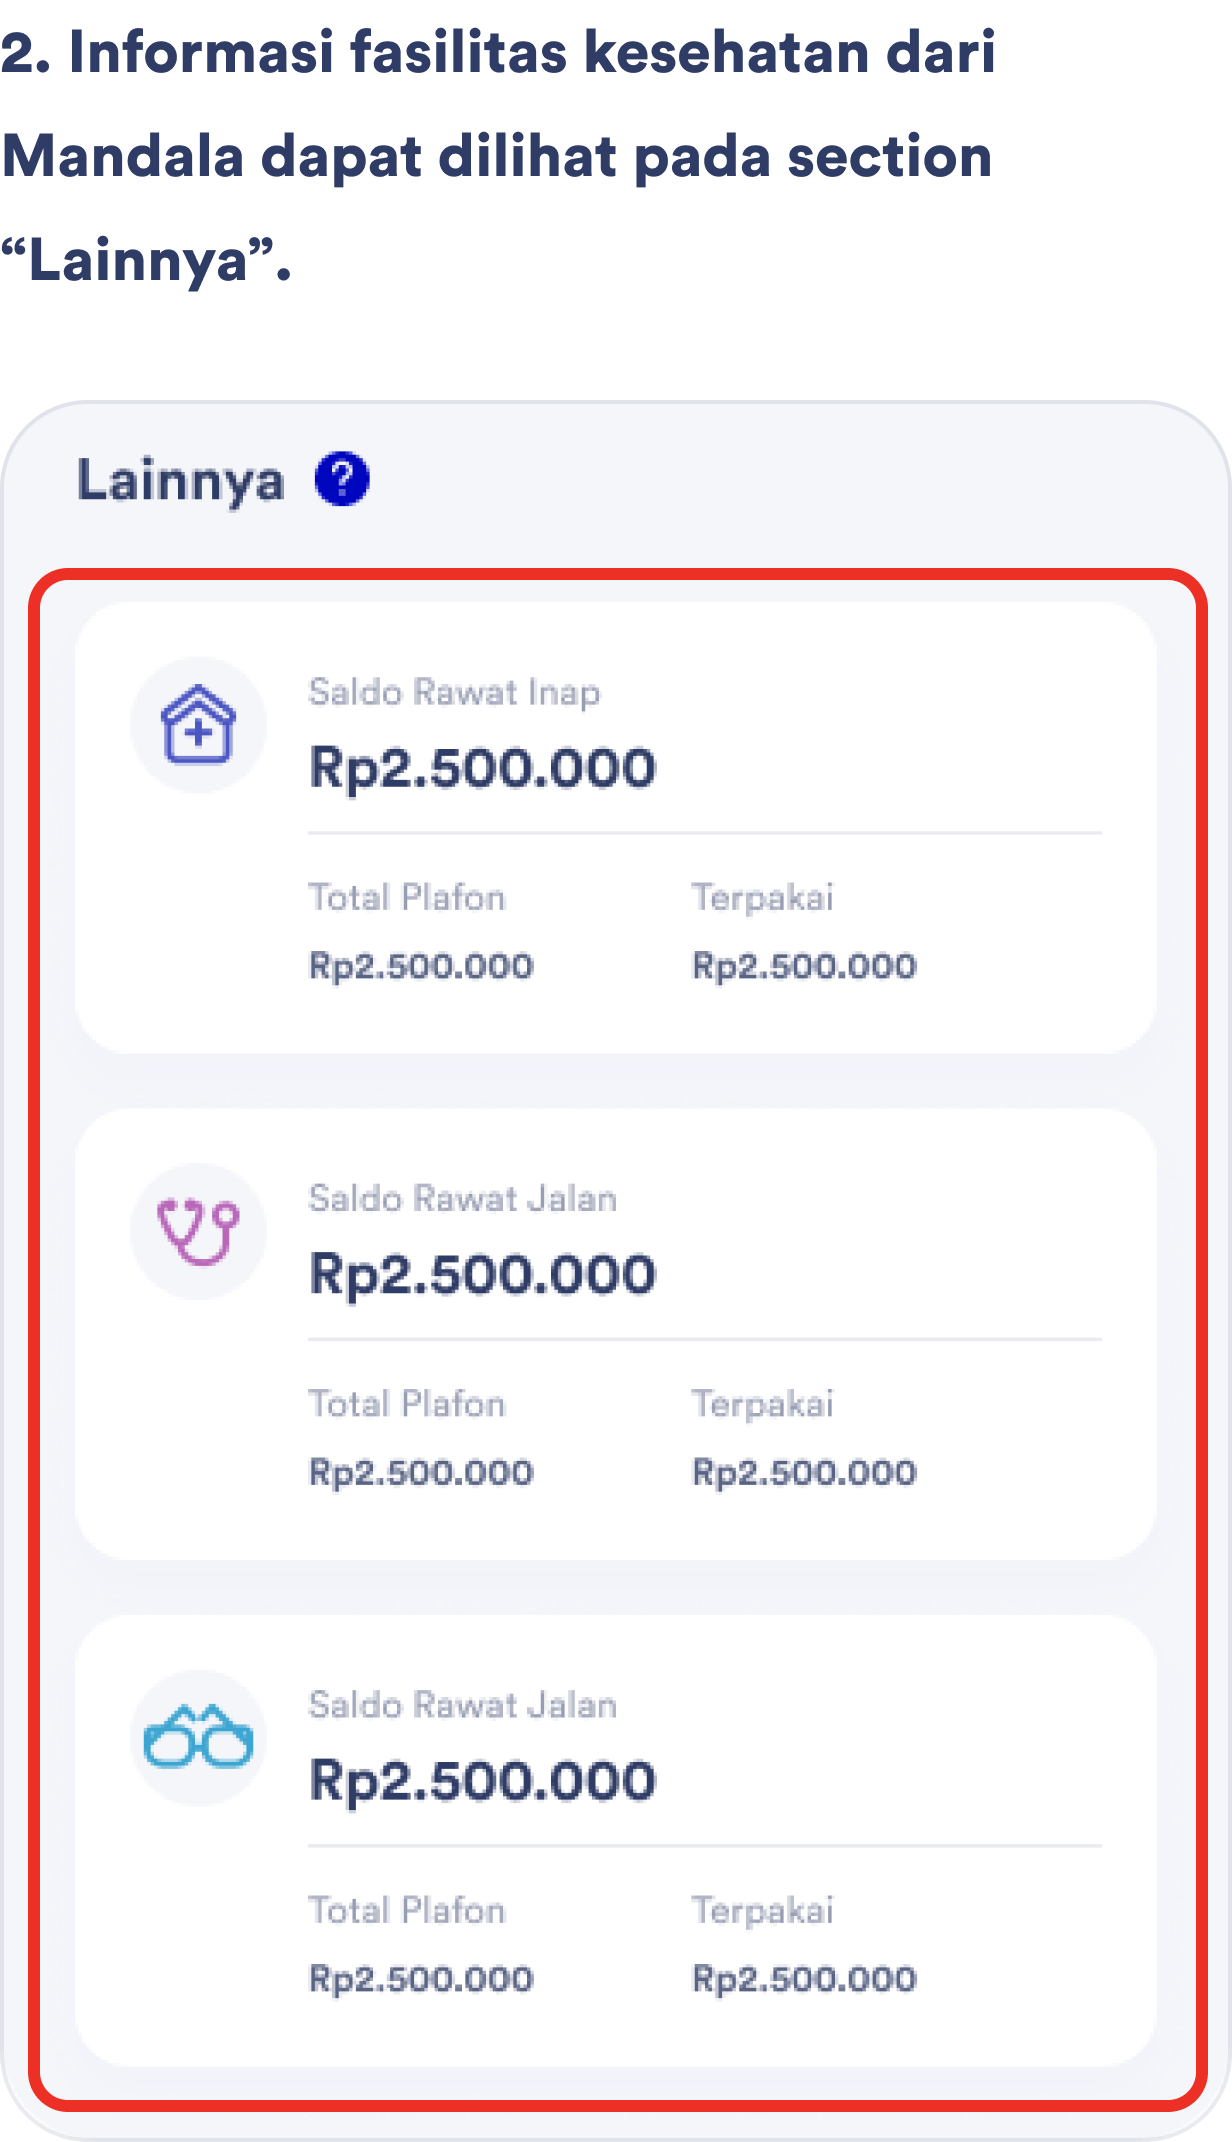 2. Informasi fasilitas kesehatan dari
Mandala dapat dilihat pada section
“Lainnya”.
Lainnya ?
Saldo Rawat Inap
Rp2.500.000
Total Plafon Terpakai
Rp2.500.000 Rp2.500.000
Saldo Rawat Jalan
Rp2.500.000
Total Plafon Terpakai
Rp2.500.000 Rp2.500.000
Saldo Rawat Jalan
Rp2.500.000
Total Plafon Terpakai
Rp2.500.000 Rp2.500.000